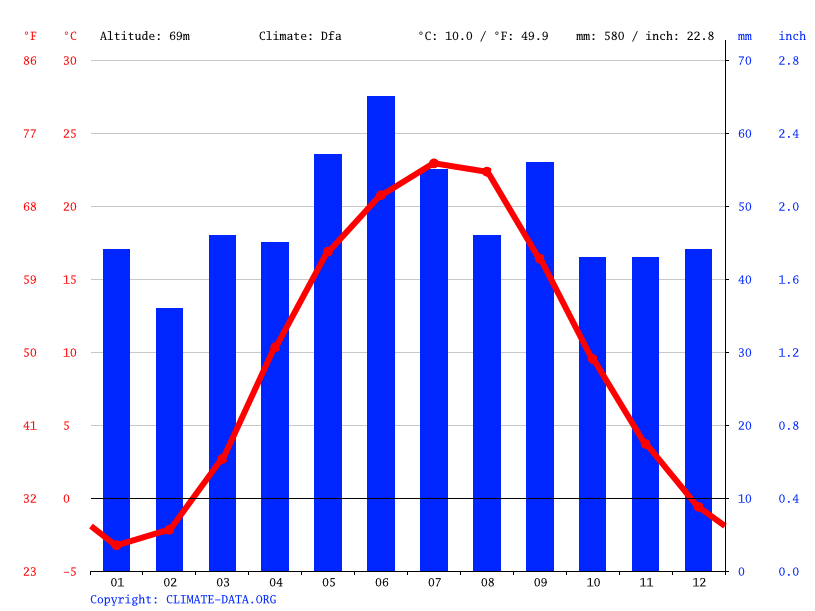 °F °C Altitude: 69m Climate: Dfa °C: 10.0 / °F: 49.9 mm: 580 / inch: 22.8 mm inch
86 30 70 2.8
77 25 60 2.4
68 20 50 2.0
59 15 40 1.6
50 10 30 1.2
41 5 20 0.8
32 0 10 0.4
23 -5 0 0.0
01 02 03 04 05 06 07 08 09 10 11 12
Copyright: CLIMATE-DATA.ORG